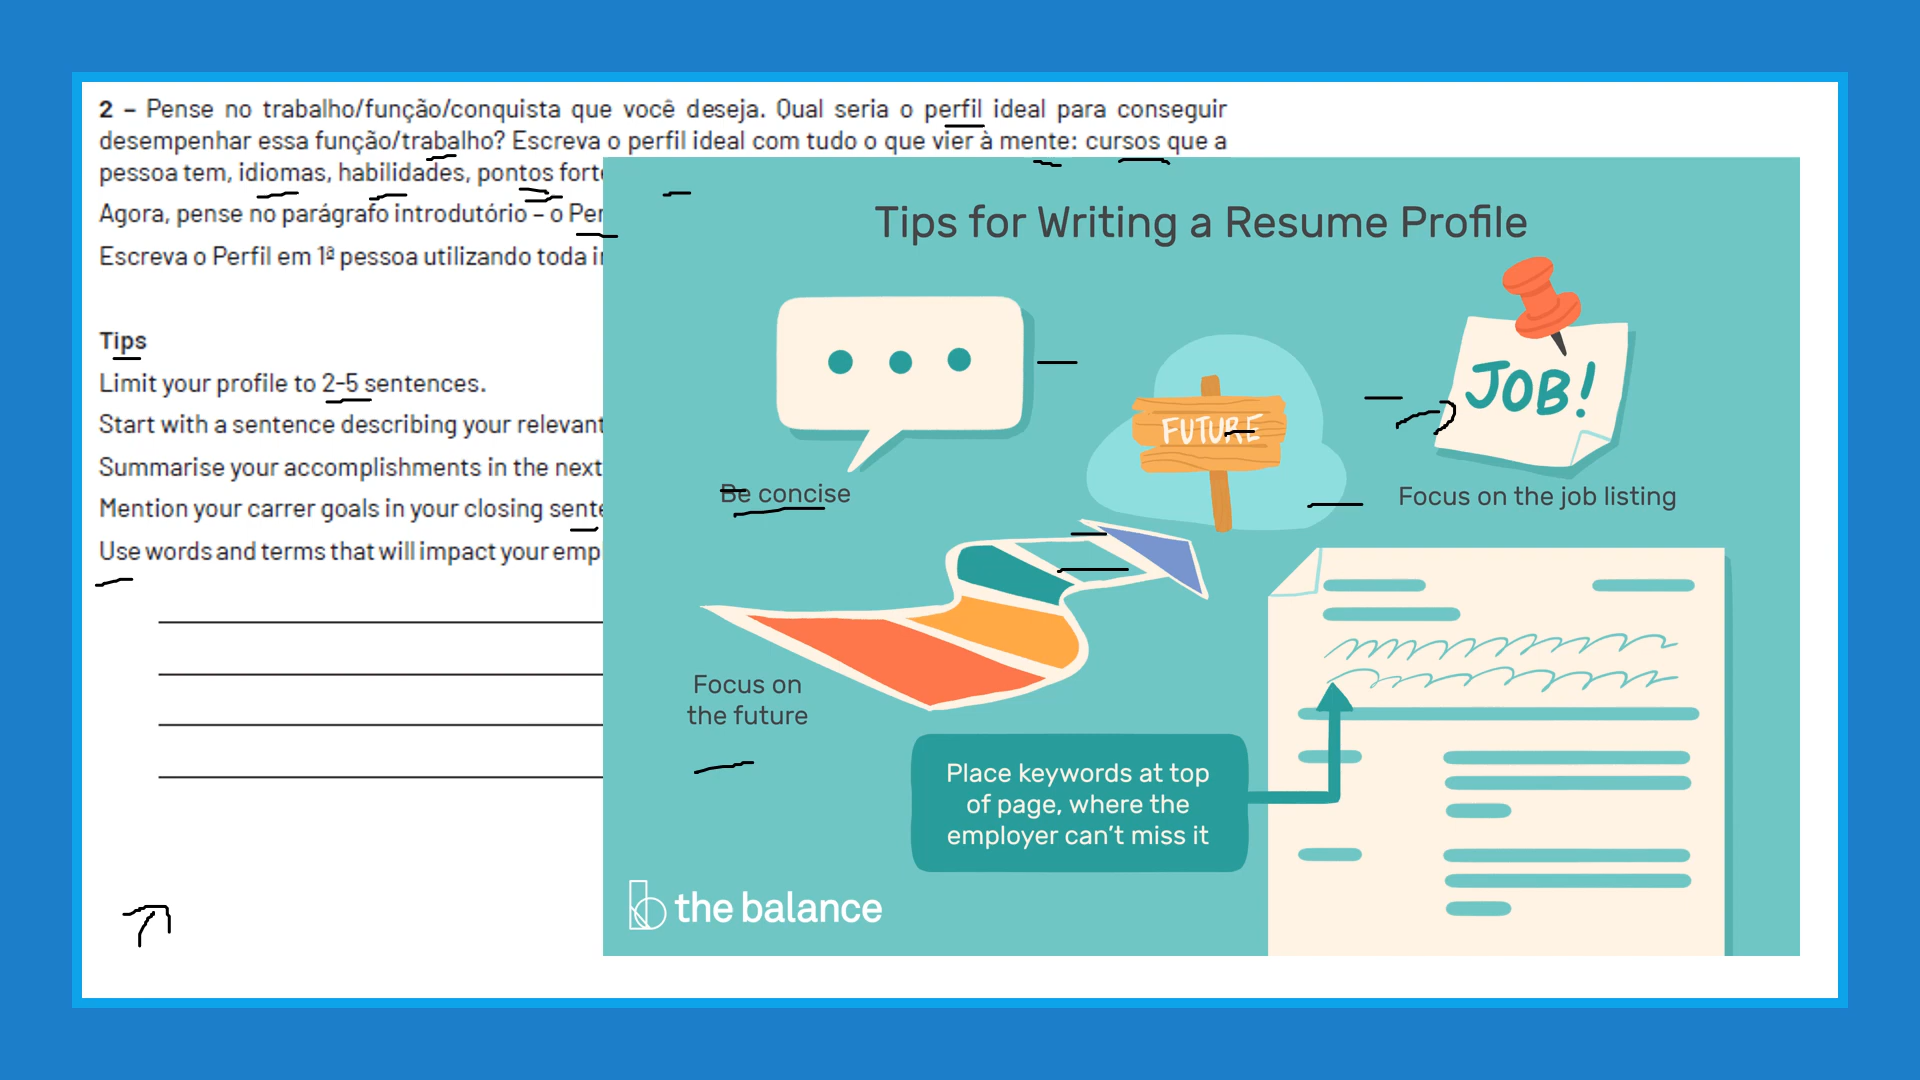 2 – Pense no trabalho/função/conquista que você deseja. Qual seria o perfil ideal para conseguir
desempenhar essa função/trabalho? Escreva o perfil ideal com tudo o que vier à mente: cursos que a
pessoa tem, idiomas, habilidades, pontos
Agora, pense no parágrafo introdutório – o
Escreva o Perfil em 1ª pessoa utilizando toda
Tips
Limit your profile to 2-5 sentences.
Start with a sentence describing your relevant
Summarise your accomplishments in the next
Mention your carrer goals in your closing
Use words and terms that will impact your
Tips for Writing a Resume Profile
FUTURE
JOB!
Be concise
Focus on the job listing
Focus on
the future
Place keywords at top
of page, where the
employer can't miss it
the balance